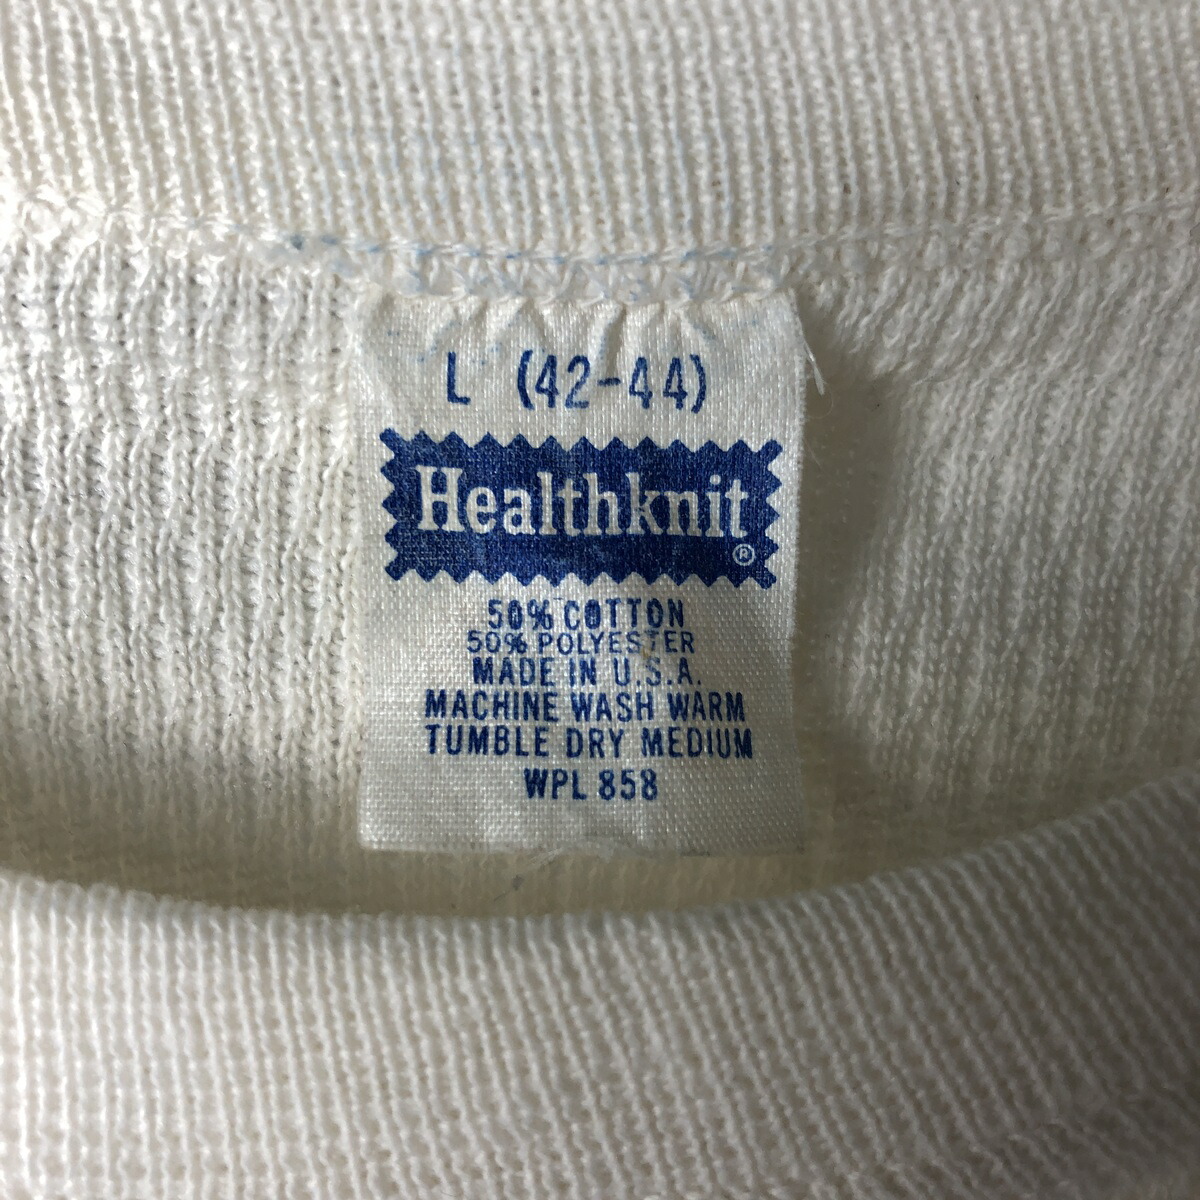 L (42-44)
Healthknit®
50% COTTON
50% POLYESTER
MADE IN U.S.A.
MACHINE WASH WARM
TUMBLE DRY MEDIUM
WPL 858